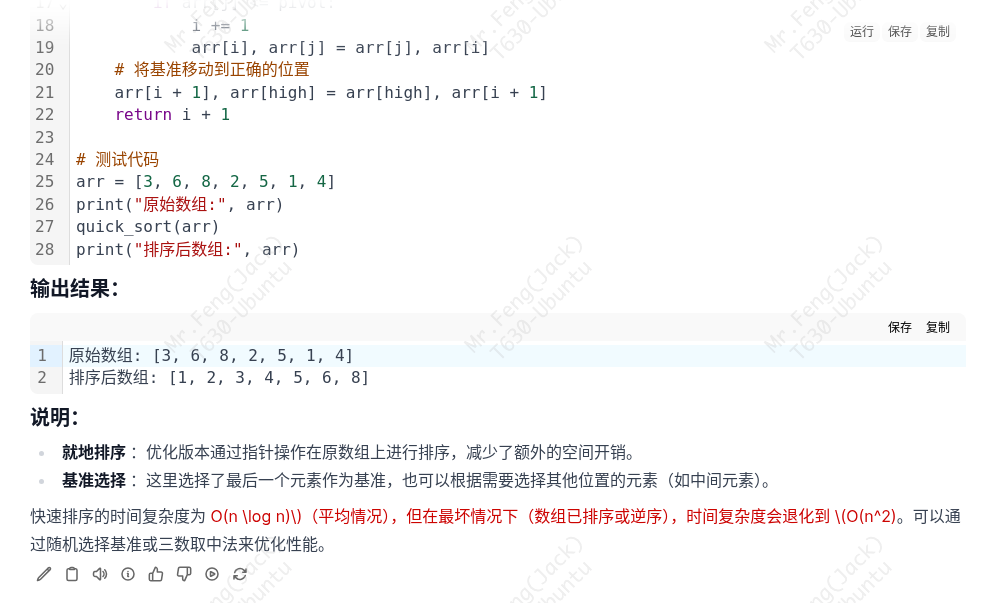 18 i += 1
运行 保存 复制
19 arr[i], arr[j] = arr[j], arr[i]
20 # 将基准移动到正确的位置
21 arr[i + 1], arr[high] = arr[high], arr[i + 1]
22 return i + 1
23
24 # 测试代码
25 arr = [3, 6, 8, 2, 5, 1, 4]
26 print("原始数组:", arr)
27 quick_sort(arr)
28 print("排序后数组:", arr)
输出结果：
保存 复制
1 原始数组: [3, 6, 8, 2, 5, 1, 4]
2 排序后数组: [1, 2, 3, 4, 5, 6, 8]
说明：
就地排序 ：优化版本通过指针操作在原数组上进行排序，减少了额外的空间开销。
基准选择 ：这里选择了最后一个元素作为基准，也可以根据需要选择其他位置的元素（如中间元素）。
快速排序的时间复杂度为 O(n \log n)\)（平均情况），但在最坏情况下（数组已排序或逆序），时间复杂度会退化到 \(O(n^2)。可以通
过随机选择基准或三数取中法来优化性能。
Mr.Feng(Jack)
T630-Ubuntu